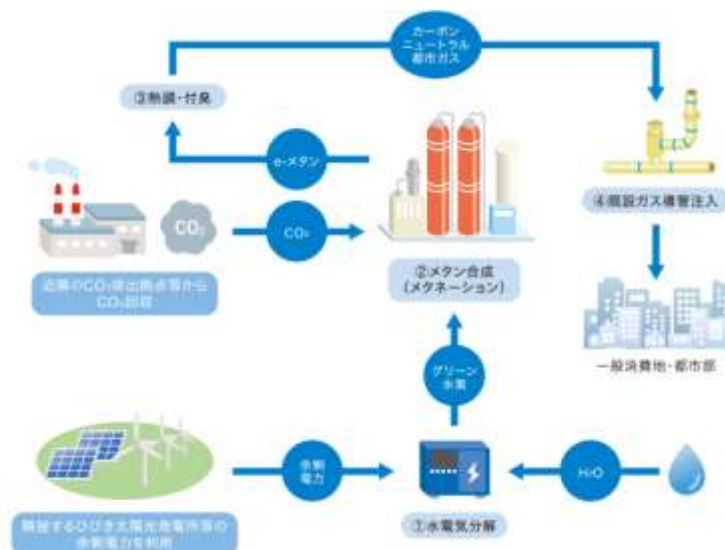 カーボン
ニュートラル
都市ガス
③熱調・付臭
e-メタン
④既設ガス導管注入
CO₂
CO₂
近隣のCO₂排出拠点等から
CO₂回収
②メタン合成
(メタネーション)
グリーン
水素
一般消費地・都市部
余剰
電力
H₂O
①水電気分解
隣接するひびき太陽光発電所等の
余剰電力を利用